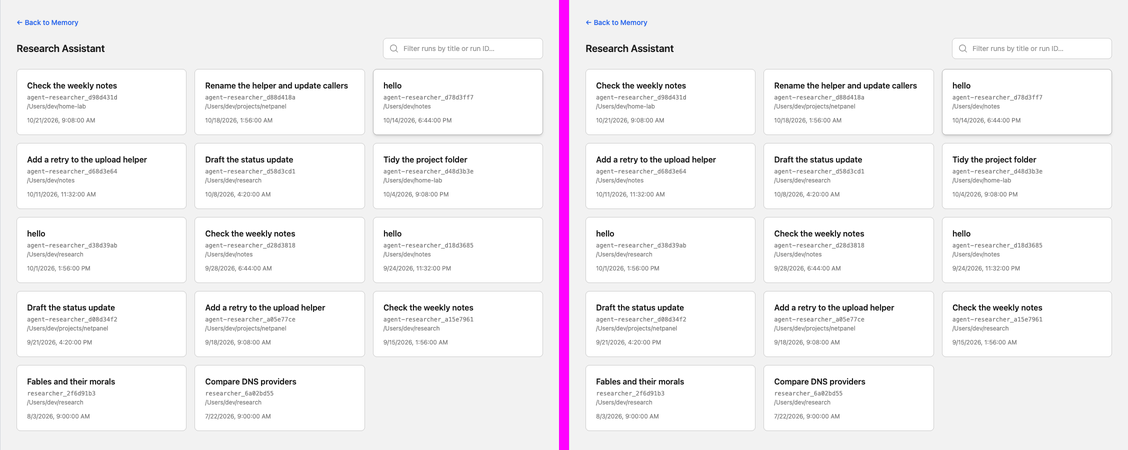 ← Back to Memory
Research Assistant
Filter runs by title or run ID...
Check the weekly notes
agent-researcher_d98d431d
/Users/dev/home-lab
10/21/2026, 9:08:00 AM
Rename the helper and update callers
agent-researcher_d88d418a
/Users/dev/projects/netpanel
10/18/2026, 1:56:00 AM
hello
agent-researcher_d78d3ff7
/Users/dev/notes
10/14/2026, 6:44:00 PM
Add a retry to the upload helper
agent-researcher_d68d3e64
/Users/dev/notes
10/11/2026, 11:32:00 AM
Draft the status update
agent-researcher_d58d3cd1
/Users/dev/research
10/8/2026, 4:20:00 AM
Tidy the project folder
agent-researcher_d48d3b3e
/Users/dev/home-lab
10/4/2026, 9:08:00 PM
hello
agent-researcher_d38d39ab
/Users/dev/research
10/1/2026, 1:56:00 PM
Check the weekly notes
agent-researcher_d28d3818
/Users/dev/notes
9/28/2026, 6:44:00 AM
hello
agent-researcher_d18d3685
/Users/dev/notes
9/24/2026, 11:32:00 PM
Draft the status update
agent-researcher_d08d34f2
/Users/dev/projects/netpanel
9/21/2026, 4:20:00 PM
Add a retry to the upload helper
agent-researcher_a05e77ce
/Users/dev/projects/netpanel
9/18/2026, 9:08:00 AM
Check the weekly notes
agent-researcher_a15e7961
/Users/dev/research
9/15/2026, 1:56:00 AM
Fables and their morals
researcher_2f6d91b3
/Users/dev/research
8/3/2026, 9:00:00 AM
Compare DNS providers
researcher_6a02bd55
/Users/dev/research
7/22/2026, 9:00:00 AM
← Back to Memory
Research Assistant
Filter runs by title or run ID...
Check the weekly notes
agent-researcher_d98d431d
/Users/dev/home-lab
10/21/2026, 9:08:00 AM
Rename the helper and update callers
agent-researcher_d88d418a
/Users/dev/projects/netpanel
10/18/2026, 1:56:00 AM
hello
agent-researcher_d78d3ff7
/Users/dev/notes
10/14/2026, 6:44:00 PM
Add a retry to the upload helper
agent-researcher_d68d3e64
/Users/dev/notes
10/11/2026, 11:32:00 AM
Draft the status update
agent-researcher_d58d3cd1
/Users/dev/research
10/8/2026, 4:20:00 AM
Tidy the project folder
agent-researcher_d48d3b3e
/Users/dev/home-lab
10/4/2026, 9:08:00 PM
hello
agent-researcher_d38d39ab
/Users/dev/research
10/1/2026, 1:56:00 PM
Check the weekly notes
agent-researcher_d28d3818
/Users/dev/notes
9/28/2026, 6:44:00 AM
hello
agent-researcher_d18d3685
/Users/dev/notes
9/24/2026, 11:32:00 PM
Draft the status update
agent-researcher_d08d34f2
/Users/dev/projects/netpanel
9/21/2026, 4:20:00 PM
Add a retry to the upload helper
agent-researcher_a05e77ce
/Users/dev/projects/netpanel
9/18/2026, 9:08:00 AM
Check the weekly notes
agent-researcher_a15e7961
/Users/dev/research
9/15/2026, 1:56:00 AM
Fables and their morals
researcher_2f6d91b3
/Users/dev/research
8/3/2026, 9:00:00 AM
Compare DNS providers
researcher_6a02bd55
/Users/dev/research
7/22/2026, 9:00:00 AM